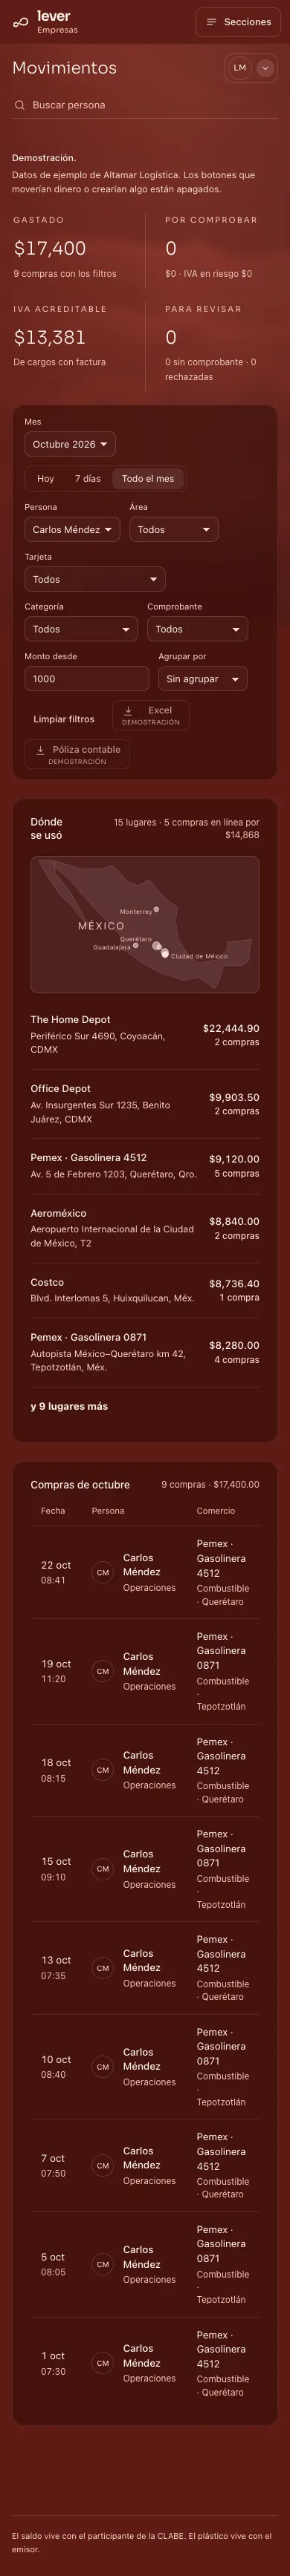 lever
Empresas
Secciones
Movimientos
LM
Buscar persona
Demostración.
Datos de ejemplo de Altamar Logística. Los botones que
moverían dinero o crearían algo están apagados.
GASTADO
$17,400
9 compras con los filtros
POR COMPROBAR
0
$0 · IVA en riesgo $0
IVA ACREDITABLE
$13,381
De cargos con factura
PARA REVISAR
0
0 sin comprobante · 0
rechazadas
Mes
Octubre 2026
Hoy
7 días
Todo el mes
Persona
Carlos Méndez
Área
Todos
Tarjeta
Todos
Categoría
Todos
Comprobante
Todos
Monto desde
1000
Agrupar por
Sin agrupar
Limpiar filtros
Excel
DEMOSTRACIÓN
Póliza contable
DEMOSTRACIÓN
Dónde
se usó
15 lugares · 5 compras en línea por
$14,868
Monterrey
MÉXICO
Querétaro
Guadalajara
Ciudad de México
The Home Depot
Periférico Sur 4690, Coyoacán,
CDMX
$22,444.90
2 compras
Office Depot
Av. Insurgentes Sur 1235, Benito
Juárez, CDMX
$9,903.50
2 compras
Pemex · Gasolinera 4512
Av. 5 de Febrero 1203, Querétaro, Qro.
$9,120.00
5 compras
Aeroméxico
Aeropuerto Internacional de la Ciudad
de México, T2
$8,840.00
2 compras
Costco
Blvd. Interlomas 5, Huixquilucan, Méx.
$8,736.40
1 compra
Pemex · Gasolinera 0871
Autopista México–Querétaro km 42,
Tepotzotlán, Méx.
$8,280.00
4 compras
y 9 lugares más
Compras de octubre
9 compras · $17,400.00
Fecha
Persona
Comercio
22 oct
08:41
CM
Carlos
Méndez
Operaciones
Pemex ·
Gasolinera
4512
Combustible
· Querétaro
19 oct
11:20
CM
Carlos
Méndez
Operaciones
Pemex ·
Gasolinera
0871
Combustible
·
Tepotzotlán
18 oct
08:15
CM
Carlos
Méndez
Operaciones
Pemex ·
Gasolinera
4512
Combustible
· Querétaro
15 oct
09:10
CM
Carlos
Méndez
Operaciones
Pemex ·
Gasolinera
0871
Combustible
·
Tepotzotlán
13 oct
07:35
CM
Carlos
Méndez
Operaciones
Pemex ·
Gasolinera
4512
Combustible
· Querétaro
10 oct
08:40
CM
Carlos
Méndez
Operaciones
Pemex ·
Gasolinera
0871
Combustible
·
Tepotzotlán
7 oct
07:50
CM
Carlos
Méndez
Operaciones
Pemex ·
Gasolinera
4512
Combustible
· Querétaro
5 oct
08:05
CM
Carlos
Méndez
Operaciones
Pemex ·
Gasolinera
0871
Combustible
·
Tepotzotlán
1 oct
07:30
CM
Carlos
Méndez
Operaciones
Pemex ·
Gasolinera
4512
Combustible
· Querétaro
El saldo vive con el participante de la CLABE. El plástico vive con el
emisor.